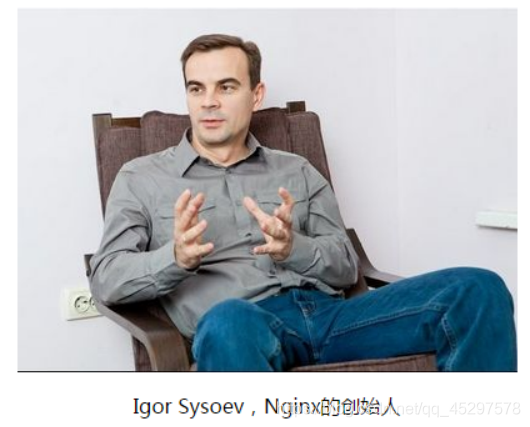 Igor Sysoev，Nginx的创始人
net/qq_45297578